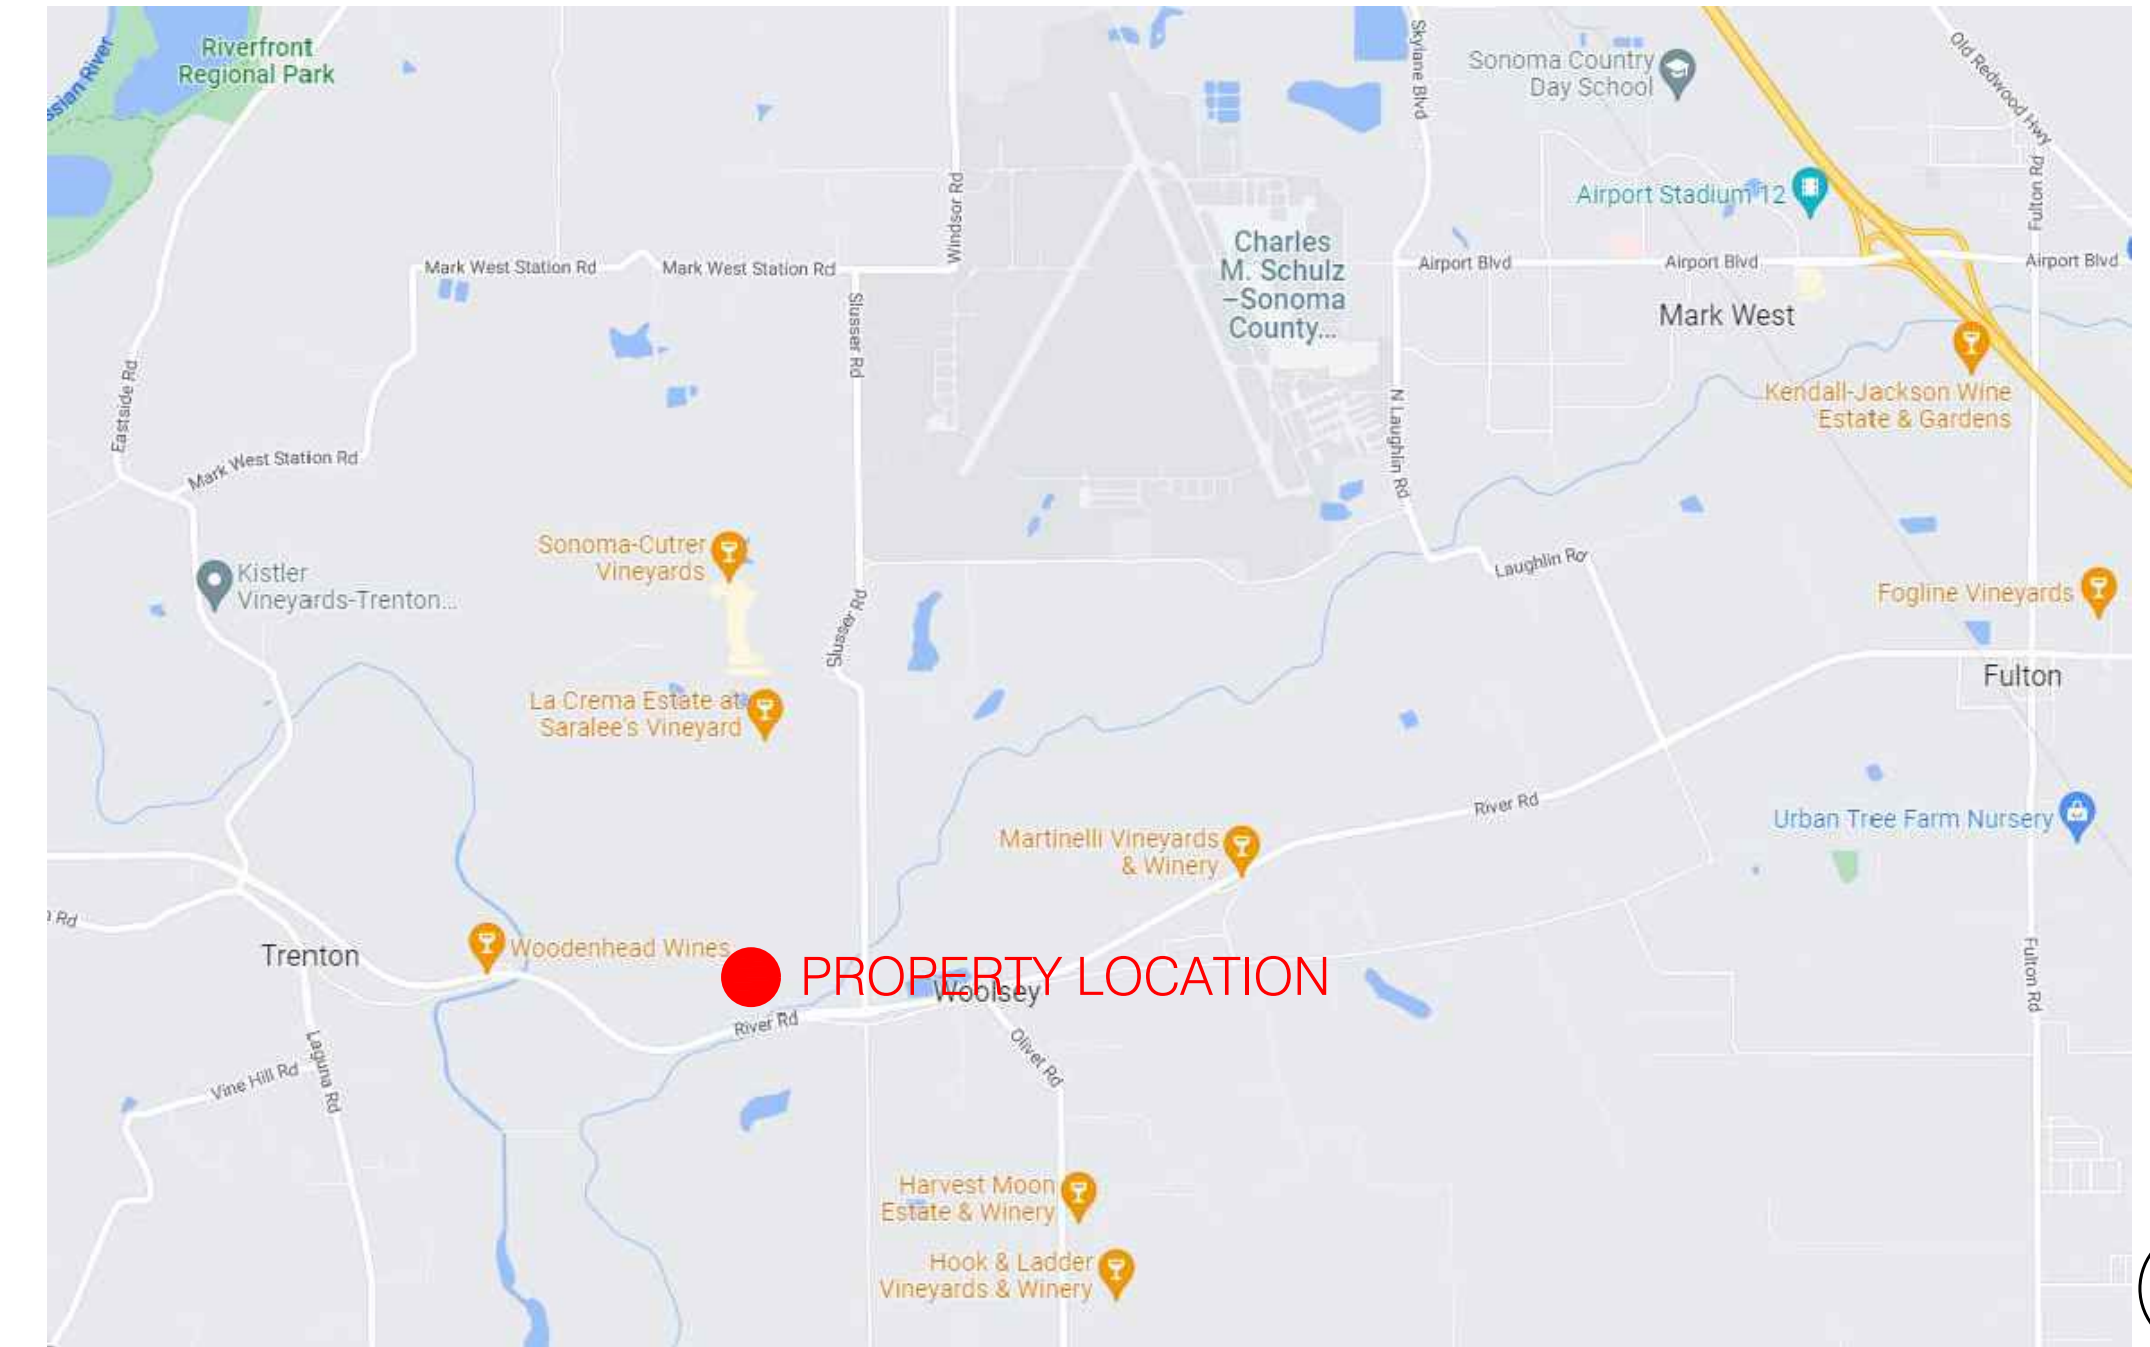 Riverfront
Regional Park
Skylane Blvd
Sonoma Country
Day School
Old Redwood Hwy
Fulton Rd
Airport Stadium 12
Windsor Rd
Charles
M. Schulz
–Sonoma
County...
Mark West Station Rd
Mark West Station Rd
Airport Blvd
Airport Blvd
Airport Blvd
Slusser Rd
Mark West
Eastside Rd
N Laughlin Rd
Kendall-Jackson Wine
Estate & Gardens
Mark West Station Rd
Sonoma-Cutrer
Vineyards
Kistler
Vineyards-Trenton...
Laughlin Rd
Fogline Vineyards
Slusser Rd
Fulton
La Crema Estate at
Saralee's Vineyard
River Rd
Urban Tree Farm Nursery
Martinelli Vineyards
& Winery
Rd
Trenton
Woodenhead Wines
PROPERTY LOCATION
Woolsey
Fulton Rd
River Rd
Olivet Rd
Laguna Rd
Vine Hill Rd
Harvest Moon
Estate & Winery
Hook & Ladder
Vineyards & Winery